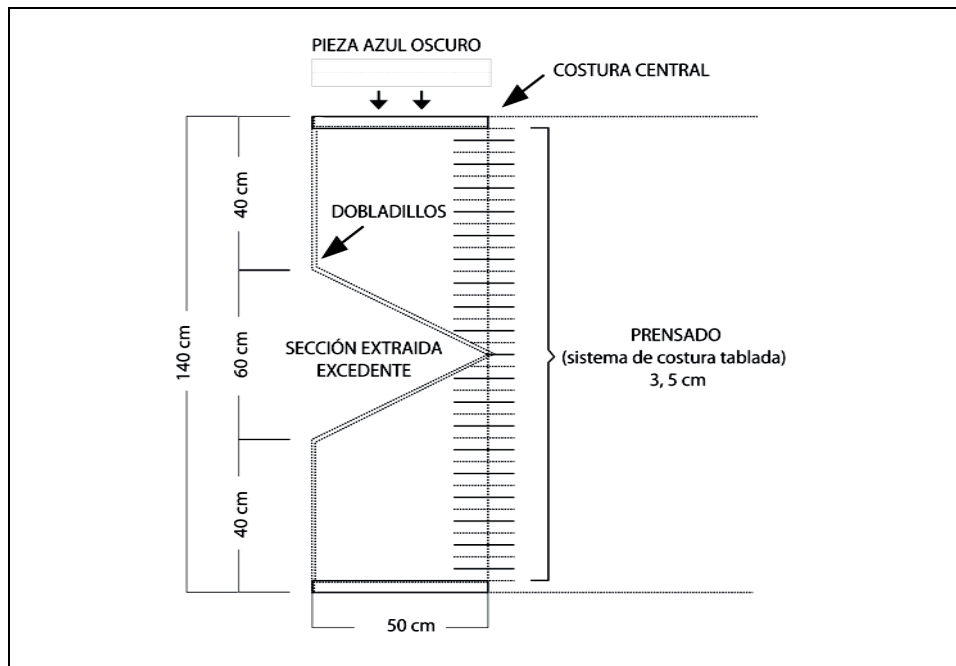 PIEZA AZUL OSCURO
COSTURA CENTRAL
40 cm
DOBLADILLOS
140 cm
60 cm
SECCIÓN EXTRAIDA
EXCEDENTE
PRENSADO
(sistema de costura tablada)
3, 5 cm
40 cm
50 cm